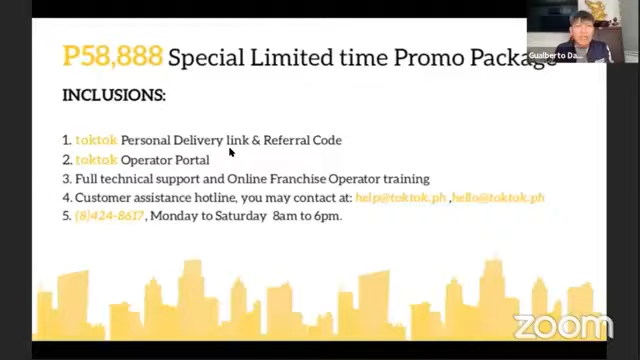 P58,888 Special Limited time Promo Package
Gualberto Da...
INCLUSIONS:
1. toktok Personal Delivery link & Referral Code
2. toktok Operator Portal
3. Full technical support and Online Franchise Operator training
4. Customer assistance hotline, you may contact at: help@toktok.ph ,hello@toktok.ph
5. (8)424-8617, Monday to Saturday 8am to 6pm.
zoom